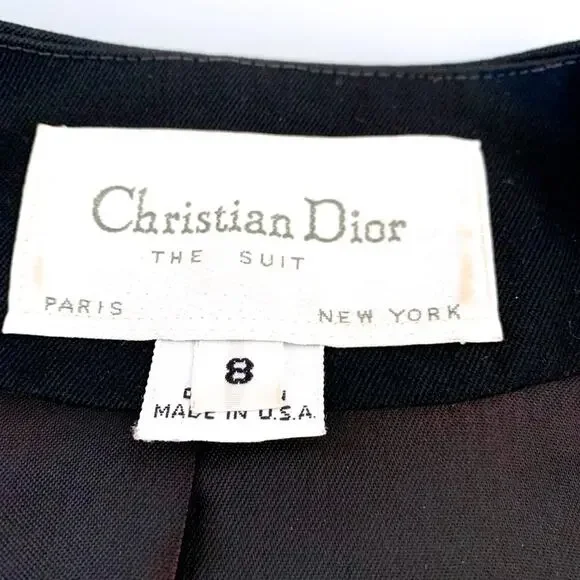 Christian Dior
THE SUIT
PARIS NEW YORK
8
MADE IN U.S.A.